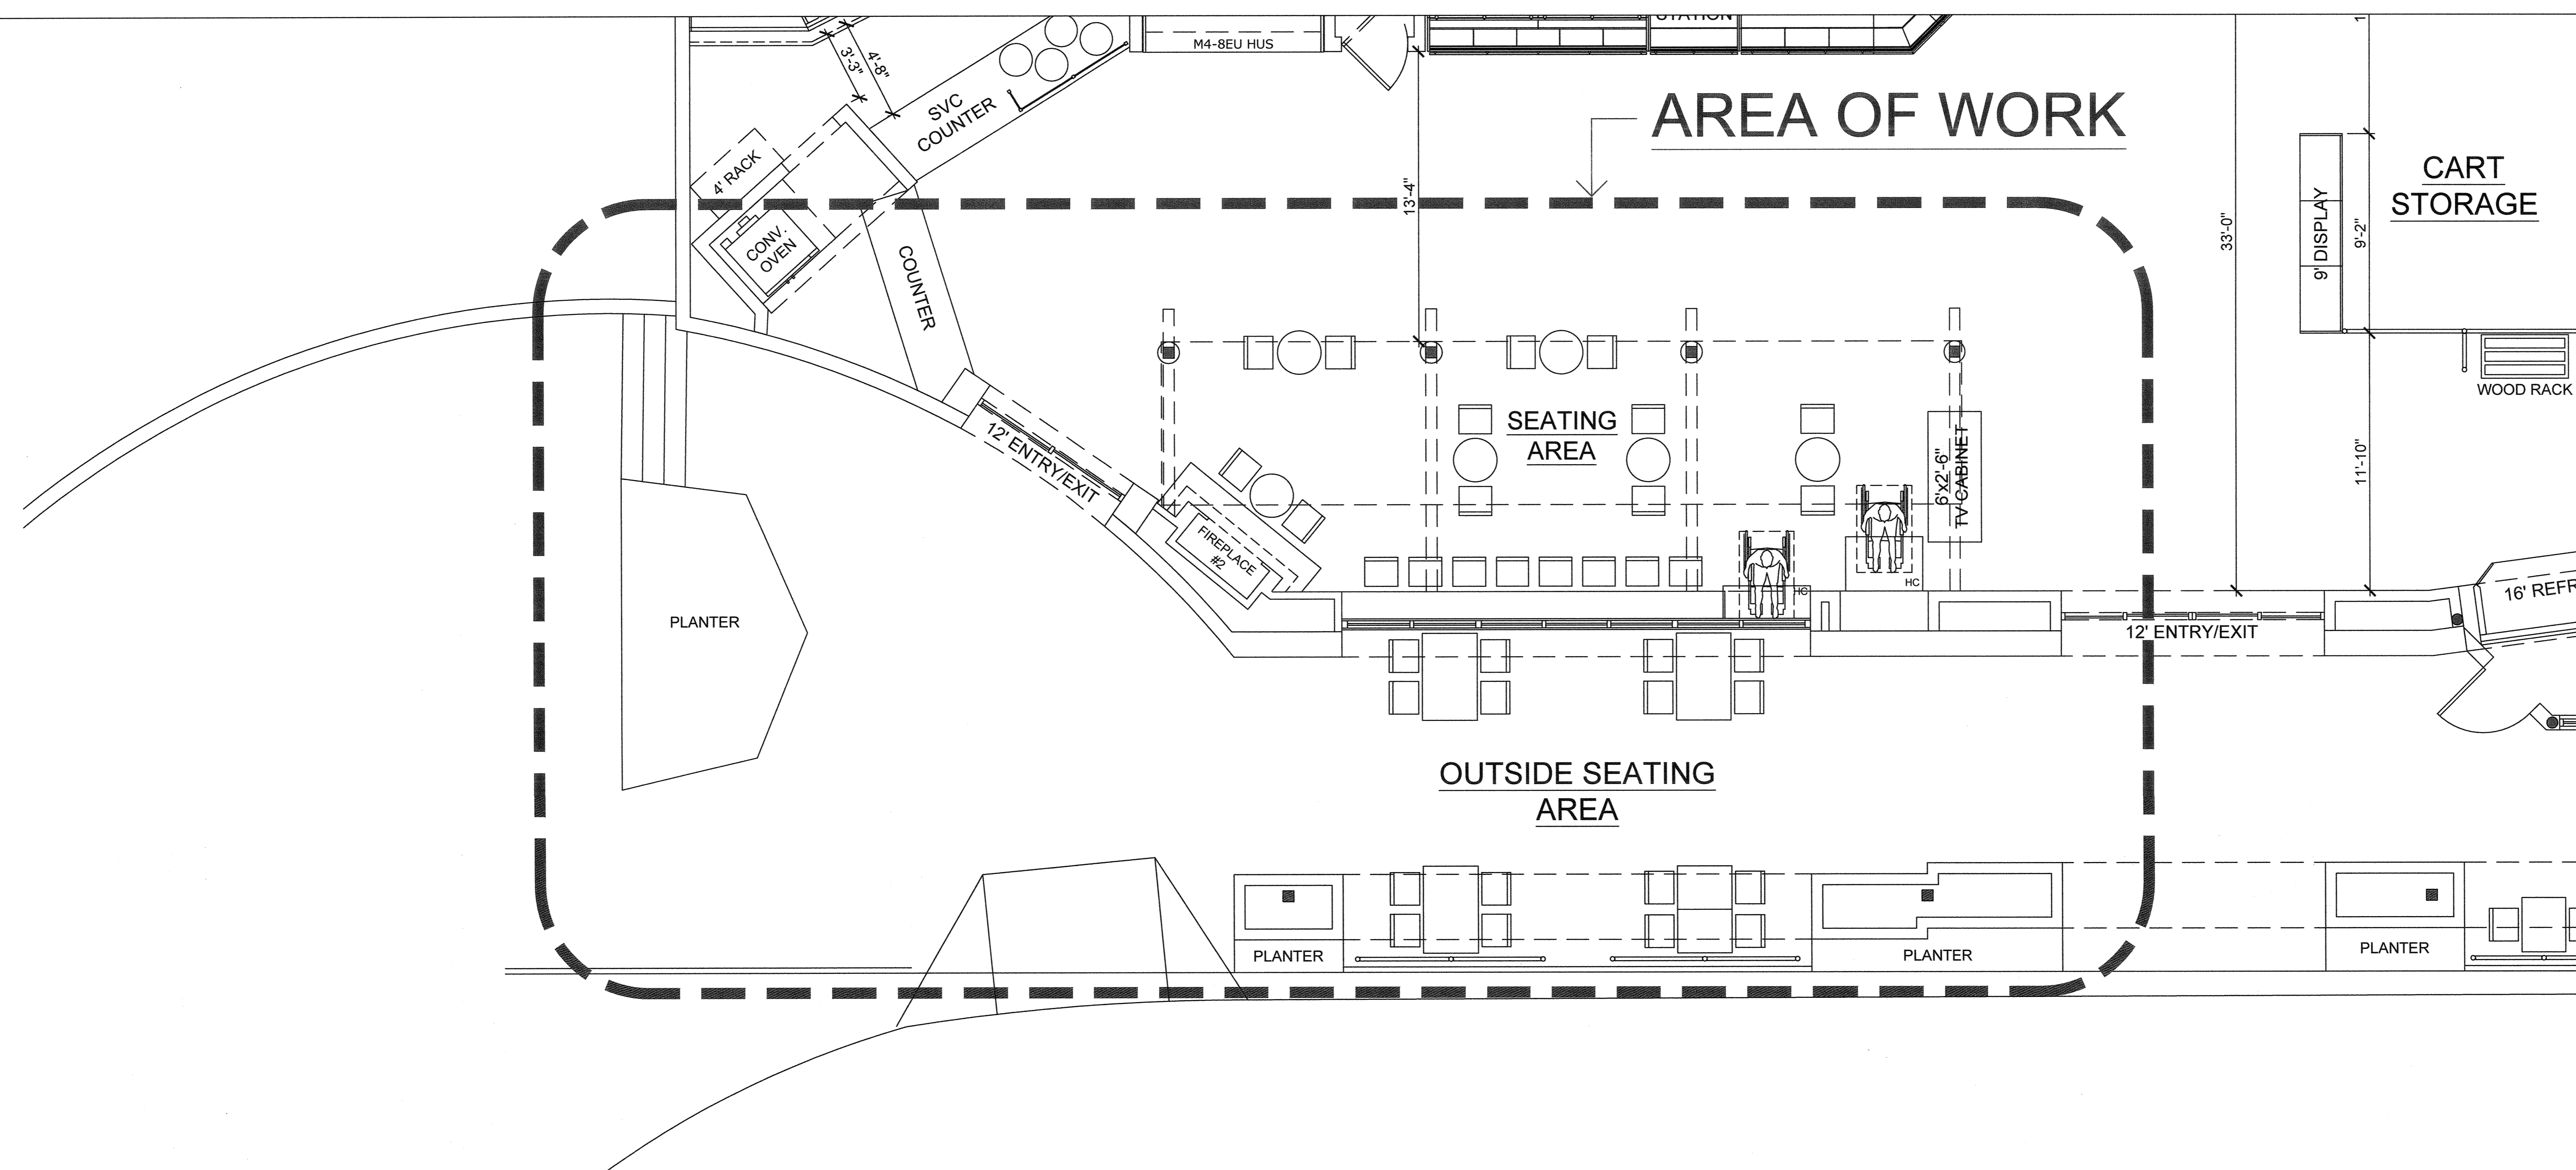 STATION
M4-8EU HUS
1
3'-3"
4'-8"
SVC
COUNTER
AREA OF WORK
4' RACK
CART
STORAGE
13'-4"
33'-0"
9' DISPLAY
9'-2"
CONV.
OVEN
COUNTER
WOOD RACK
SEATING
AREA
12' ENTRY/EXIT
6'x2'-6"
TV CABINET
11'-10"
FIREPLACE
#2
HC
HC
16' REFR
PLANTER
12' ENTRY/EXIT
OUTSIDE SEATING
AREA
PLANTER
PLANTER
PLANTER